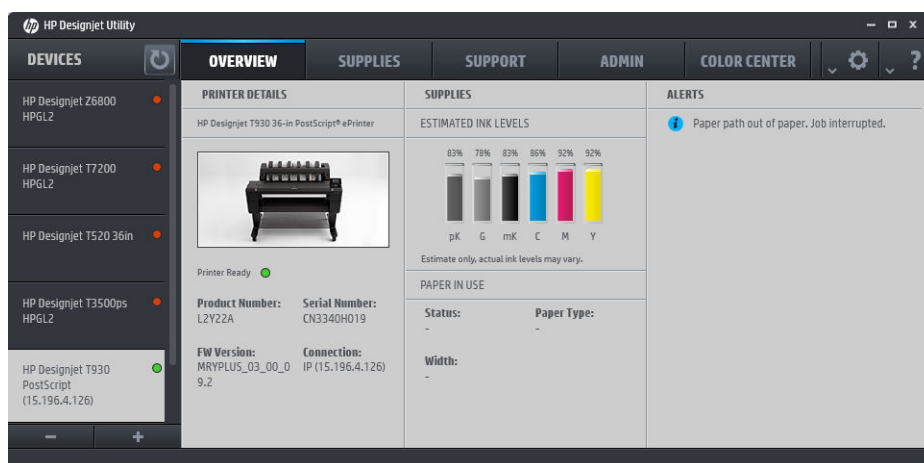 hp HP Designjet Utility
DEVICES
OVERVIEW
SUPPLIES
SUPPORT
ADMIN
COLOR CENTER
?
HP Designjet Z6800
HPGL2
HP Designjet T7200
HPGL2
HP Designjet T520 36in
HP Designjet T3500ps
HPGL2
HP Designjet T930
PostScript
(15.196.4.126)
PRINTER DETAILS
HP Designjet T930 36-in PostScript® ePrinter
Printer Ready
Product Number:
L2Y22A
Serial Number:
CN3340H019
FW Version:
MRYPLUS_03_00_0
9.2
Connection:
IP (15.196.4.126)
SUPPLIES
ESTIMATED INK LEVELS
83% 78% 83% 86% 92% 92%
pK G mK C M Y
Estimate only, actual ink levels may vary.
PAPER IN USE
Status:
-
Paper Type:
-
Width:
-
ALERTS
Paper path out of paper. Job interrupted.